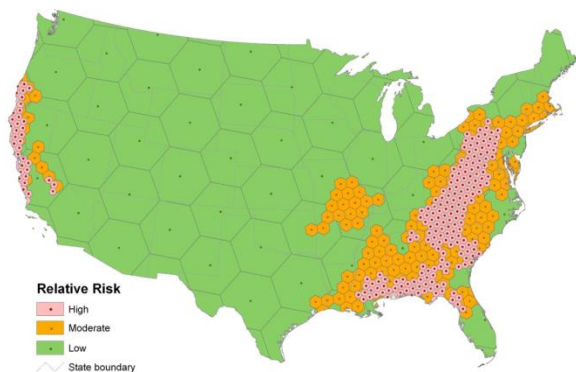 Relative Risk
High
Moderate
Low
State boundary